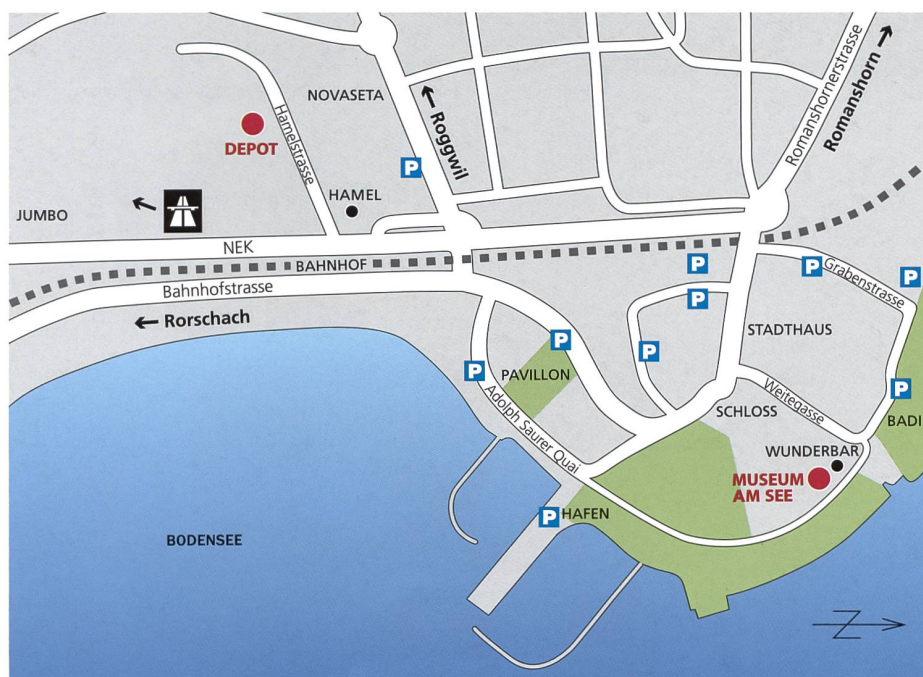 Romanshornerstrasse
Romanshorn
NOVASETA
Roggwil
P
Hamelstrasse
DEPOT
HAMEL
JUMBO
NEK
BAHNHOF
Bahnhofstrasse
Rorschach
P
P
P
Grabenstrasse
P
STADTHAUS
P
P
P
PAVILLON
P
Adolph Saurer Quai
Weitegasse
SCHLOSS
BADI
WUNDERBAR
MUSEUM
AM SEE
P
HAFEN
BODENSEE
N